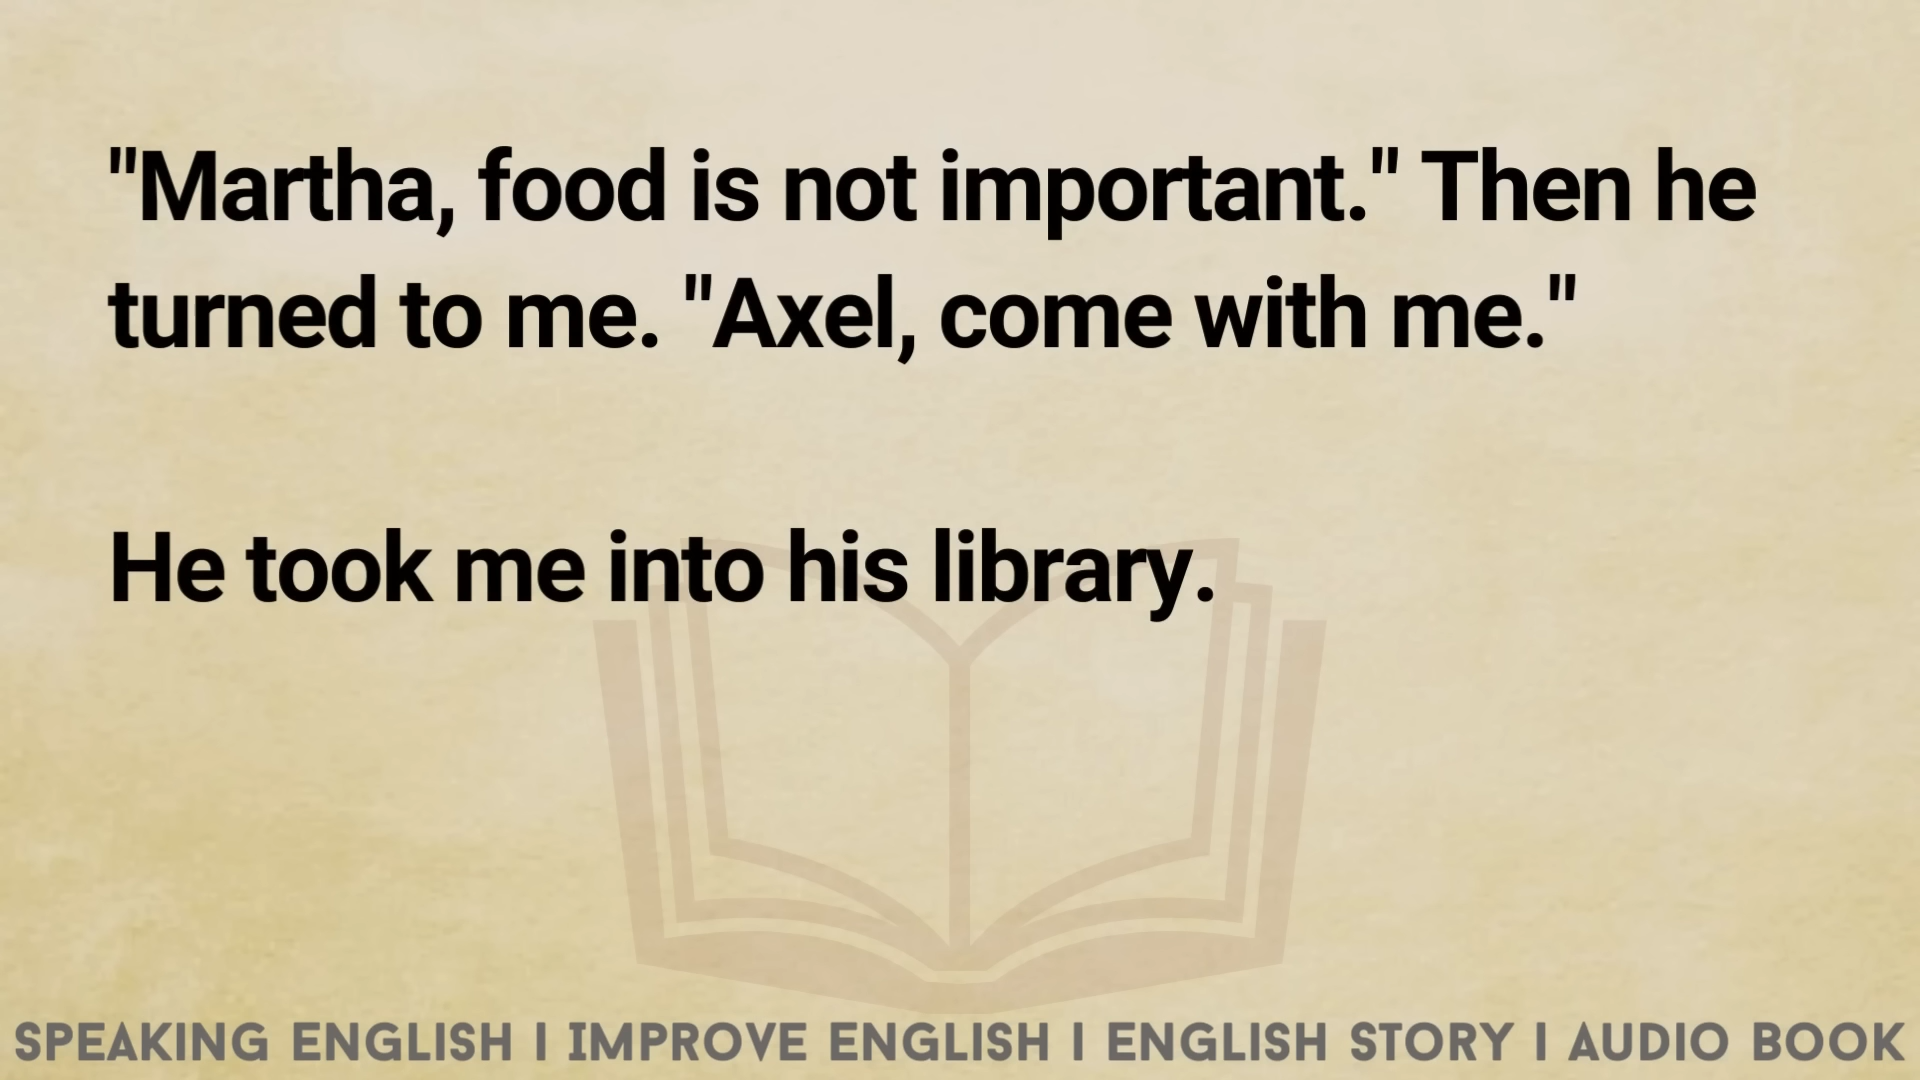 "Martha, food is not important." Then he
turned to me. "Axel, come with me."
He took me into his library.
SPEAKING ENGLISH I IMPROVE ENGLISH I ENGLISH STORY I AUDIO BOOK